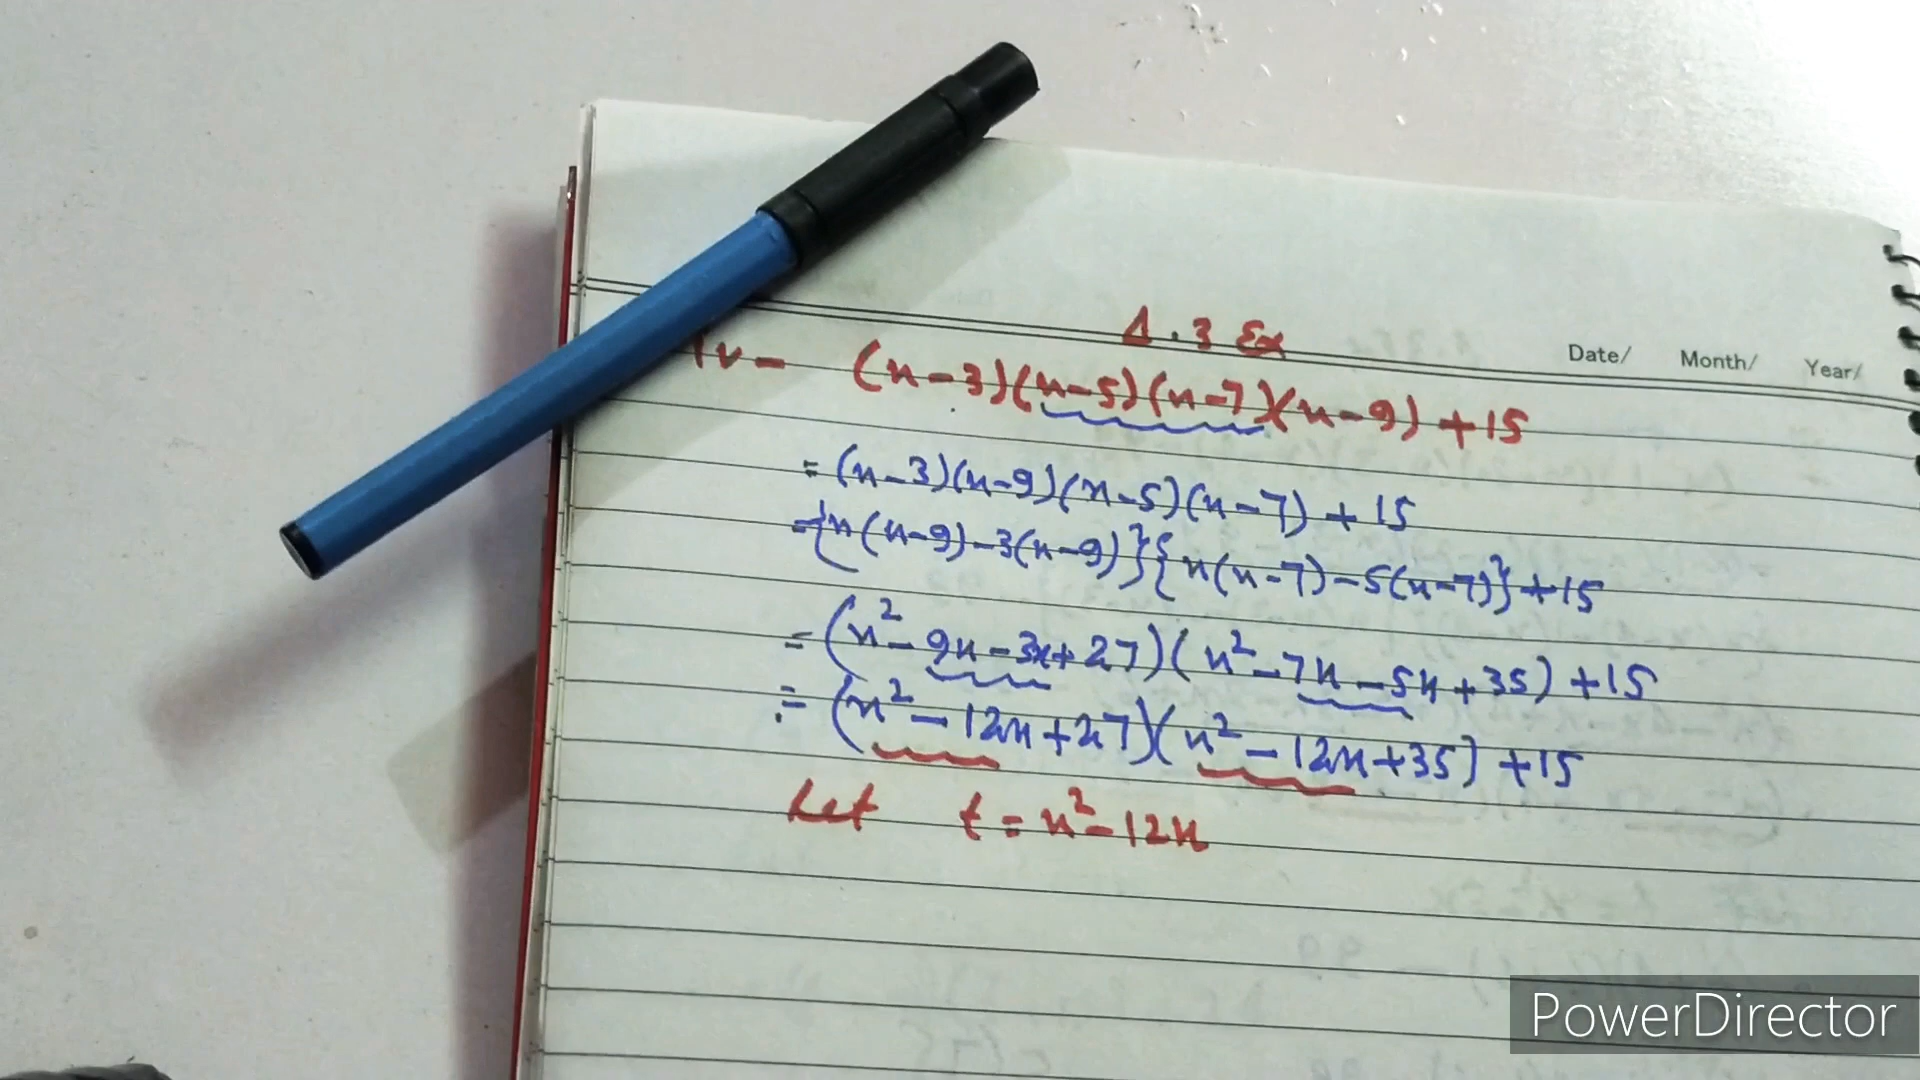 4.3 Ex
Date/ Month/ Year/
iv- (x-3)(x-5)(x-7)(x-9)+15
=(x-3)(x-9)(x-5)(x-7)+15
={x(x-9)-3(x-9)}{x(x-7)-5(x-7)}+15
=(x²-9x-3x+27)(x²-7x-5x+35)+15
=(x²-12x+27)(x²-12x+35)+15
Let t=x²-12x
PowerDirector